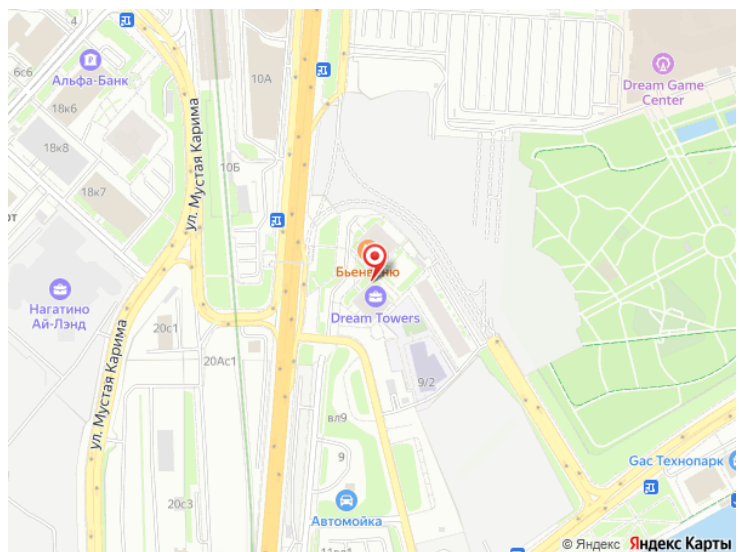 4
6с6
Альфа-Банк
18к6
18к8
18к7
ул. Мустая Карима
10А
10Б
Dream Game
Center
Бьенвеню
Dream Towers
Нагатино
Ай-Лэнд
20с1
20Ас1
ул. Мустая Карима
9/2
вл9
9
20с3
Автомойка
Gac Технопарк
© Яндекс Яндекс Карты